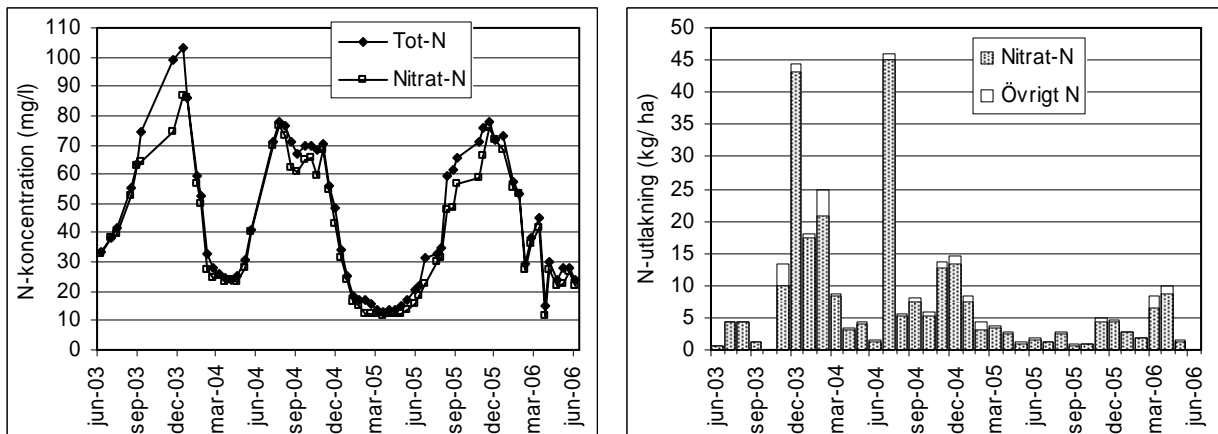 N-koncentration (mg/l)
110
100
90
80
70
60
50
40
30
20
10
0
Tot-N
Nitrat-N
jun-03
sep-03
dec-03
mar-04
jun-04
sep-04
dec-04
mar-05
jun-05
sep-05
dec-05
mar-06
jun-06
N-utlakning (kg/ ha)
50
45
40
35
30
25
20
15
10
5
0
Nitrat-N
Övrigt N
jun-03
sep-03
dec-03
mar-04
jun-04
sep-04
dec-04
mar-05
jun-05
sep-05
dec-05
mar-06
jun-06